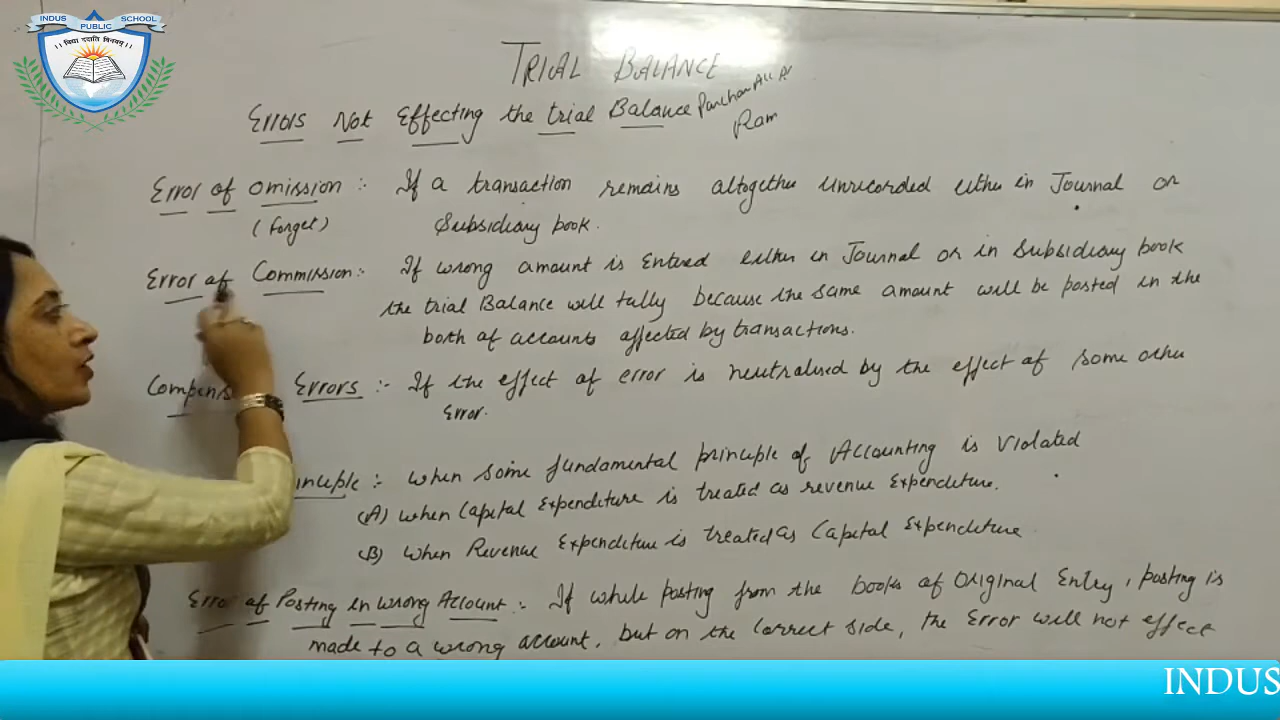 INDUS PUBLIC SCHOOL
।। विद्या ददाति विनयम् ।।
TRIAL BALANCE
Errors Not Effecting the trial Balance
Ram
Error of omission :- If a transaction remains altogether unrecorded either in Journal or
(forget) Subsidiary book.
Error of Commission :- If wrong amount is Entered either in Journal or in Subsidiary book
the trial Balance will tally because the same amount will be posted in the
both of accounts affected by transactions.
Compens Errors :- If the effect of error is neutralised by the effect of some other
Error.
inciple :- when some fundamental principle of Accounting is violated
(A) when Capital Expenditure is treated as revenue Expenditure.
(B) when Revenue Expenditure is treated as Capital Expenditure
Error of Posting in wrong Account :- If while posting from the books of Original Entry, posting is
made to a wrong account, but on the correct side, the Error will not effect
INDUS